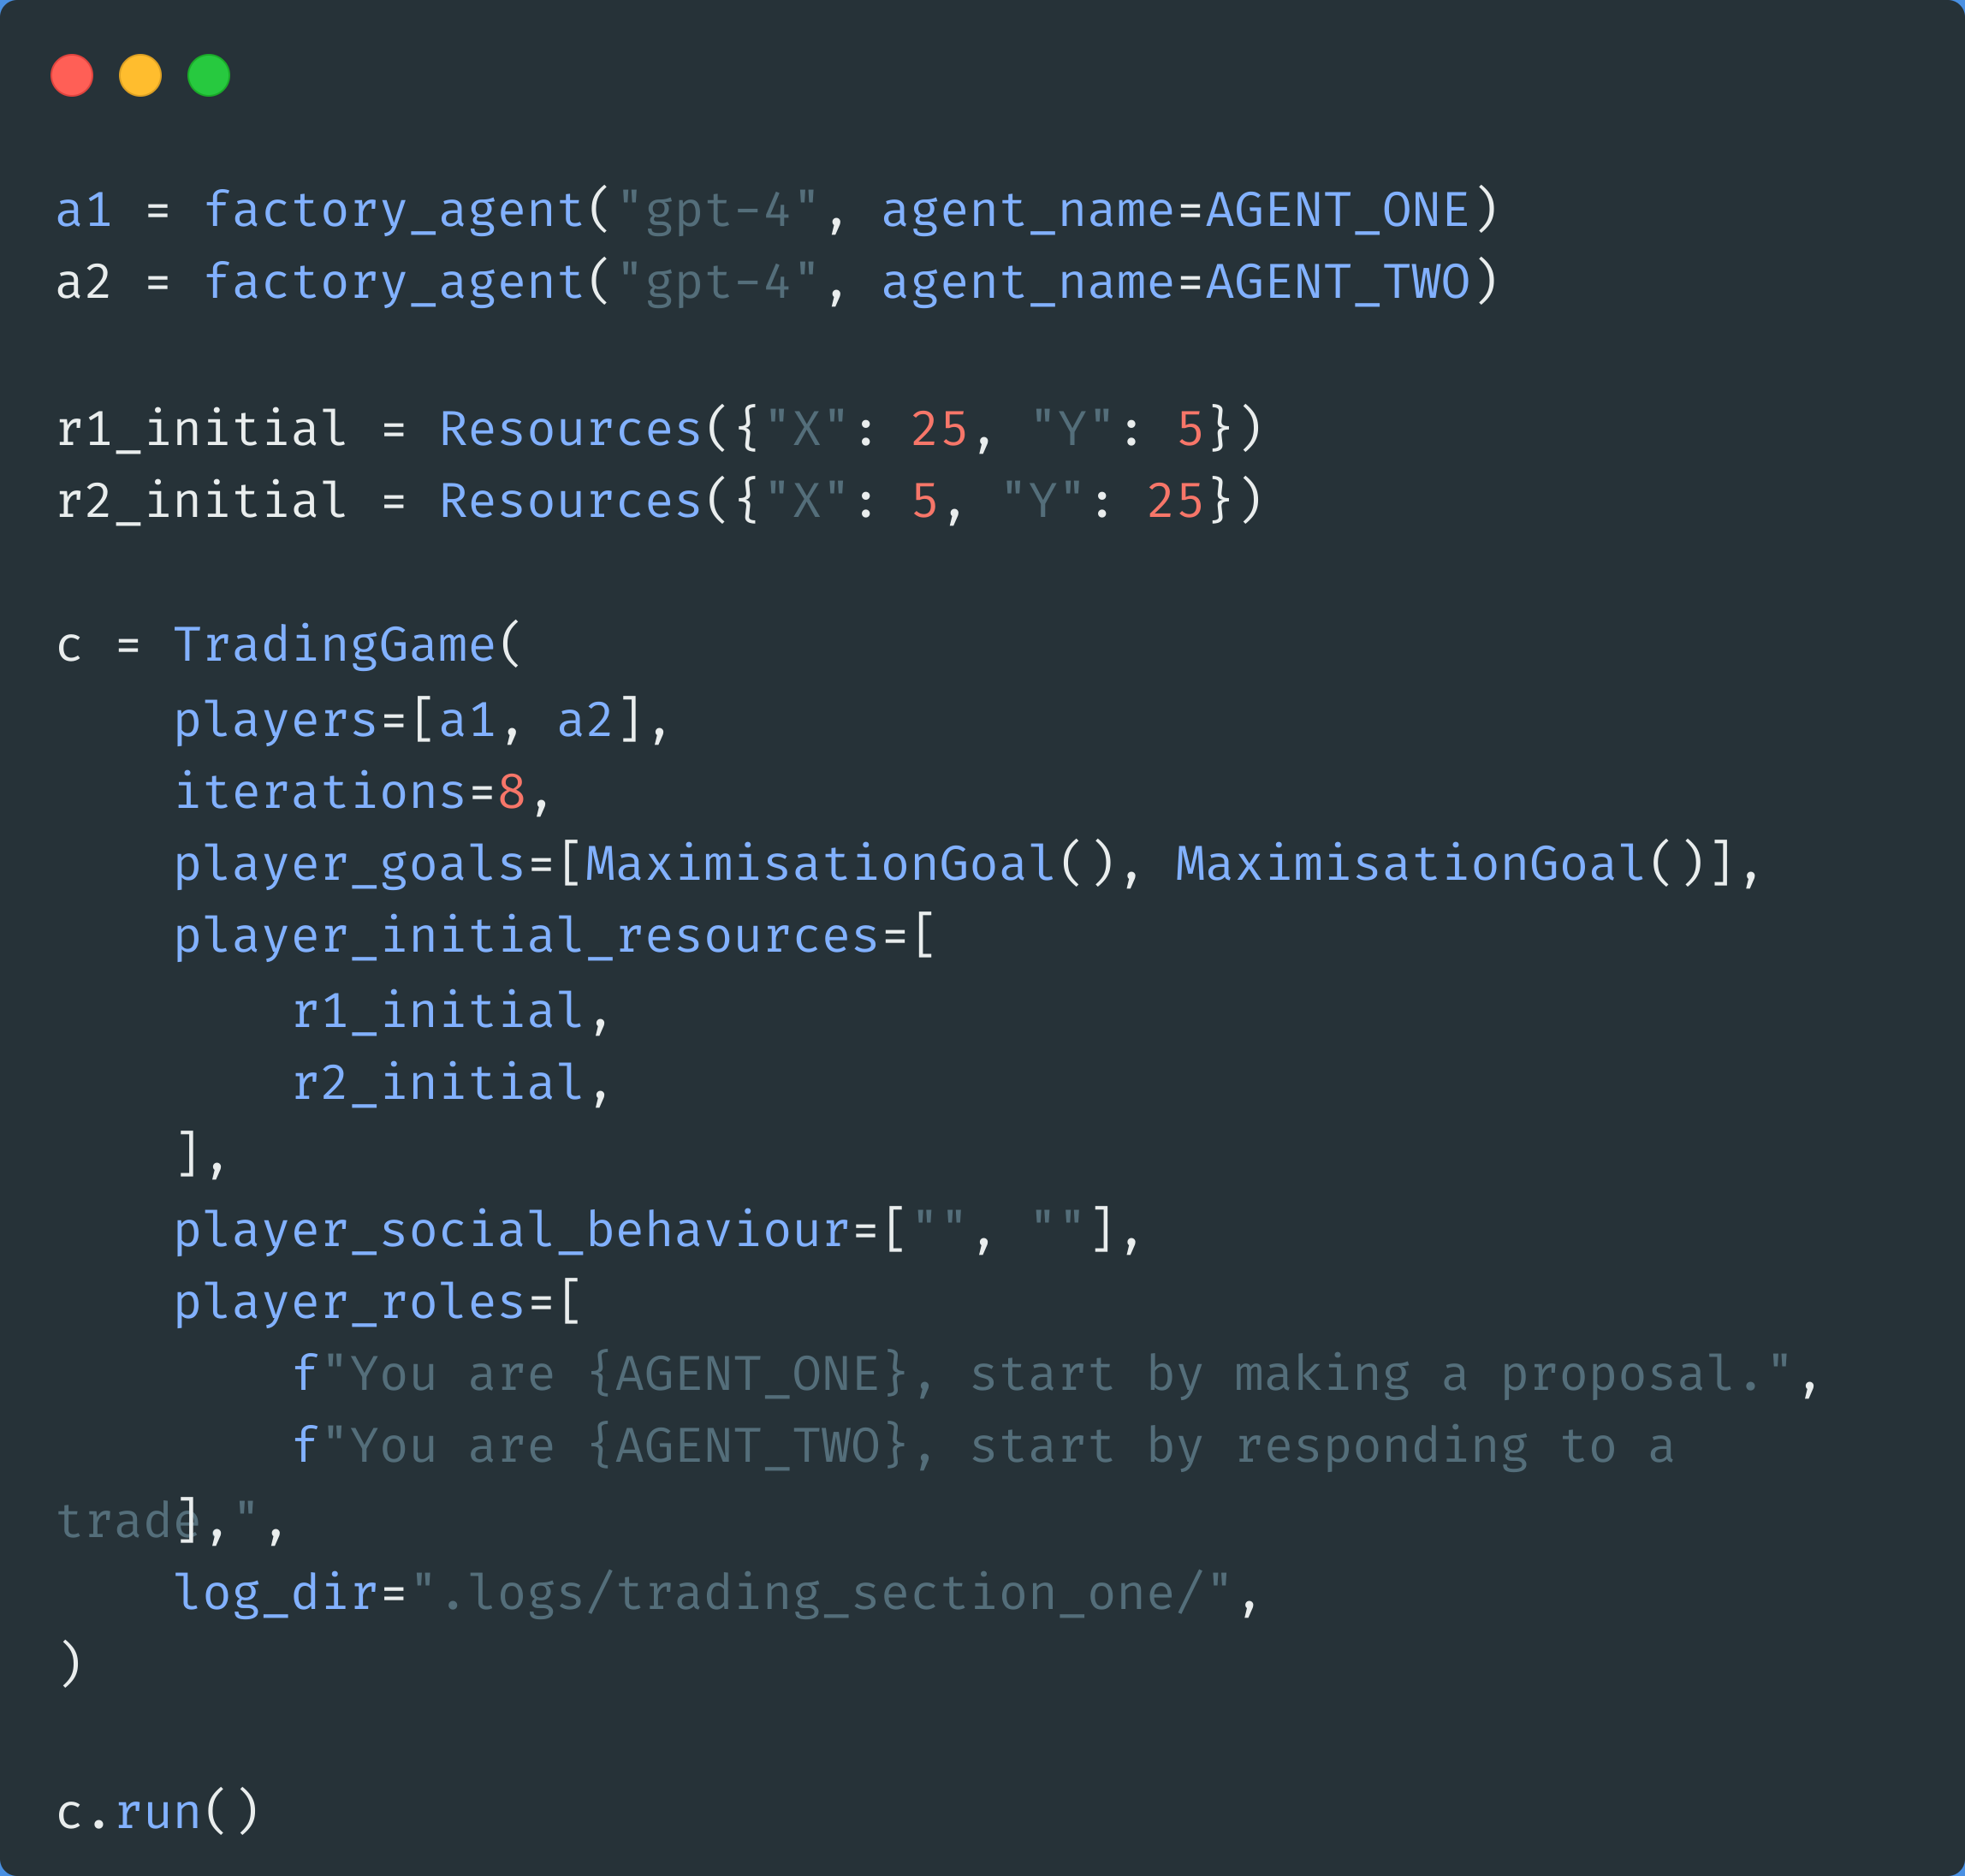 a1 = factory_agent("gpt-4", agent_name=AGENT_ONE)
a2 = factory_agent("gpt-4", agent_name=AGENT_TWO)

r1_initial = Resources({"X": 25, "Y": 5})
r2_initial = Resources({"X": 5, "Y": 25})

c = TradingGame(
    players=[a1, a2],
    iterations=8,
    player_goals=[MaximisationGoal(), MaximisationGoal()],
    player_initial_resources=[
        r1_initial,
        r2_initial,
    ],
    player_social_behaviour=["", ""],
    player_roles=[
        f"You are {AGENT_ONE}, start by making a proposal.",
        f"You are {AGENT_TWO}, start by responding to a
trade.",
    ],
    log_dir=".logs/trading_section_one/",
)

c.run()